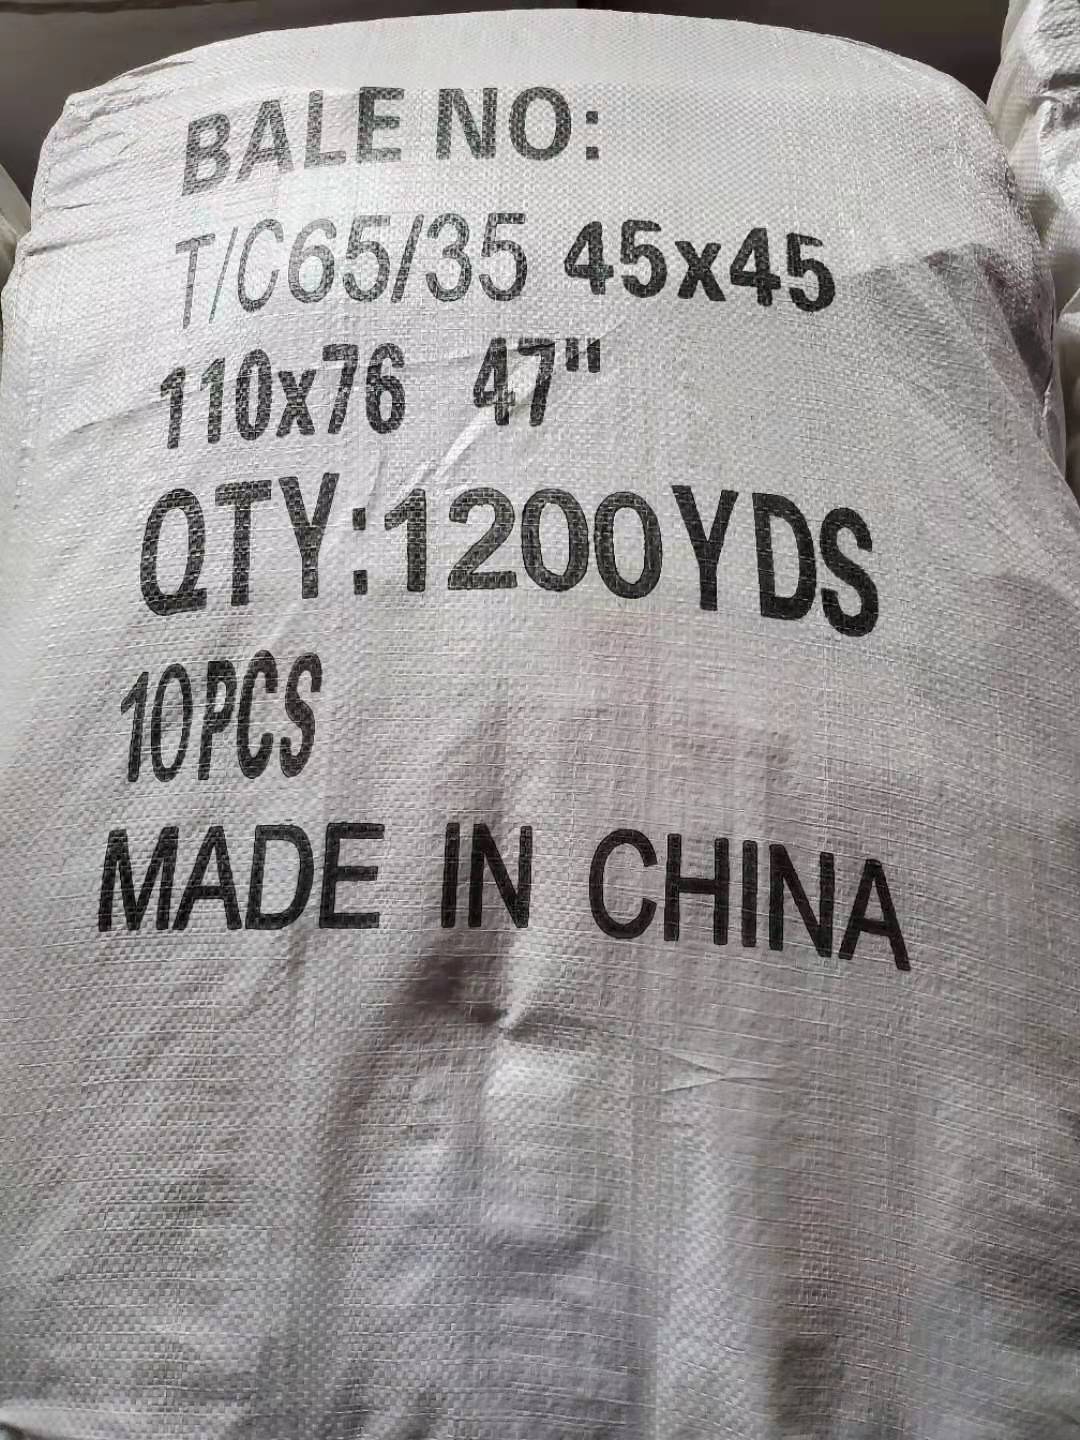 BALE NO:
T/C65/35 45x45
110x76 47"
QTY:1200YDS
10PCS
MADE IN CHINA